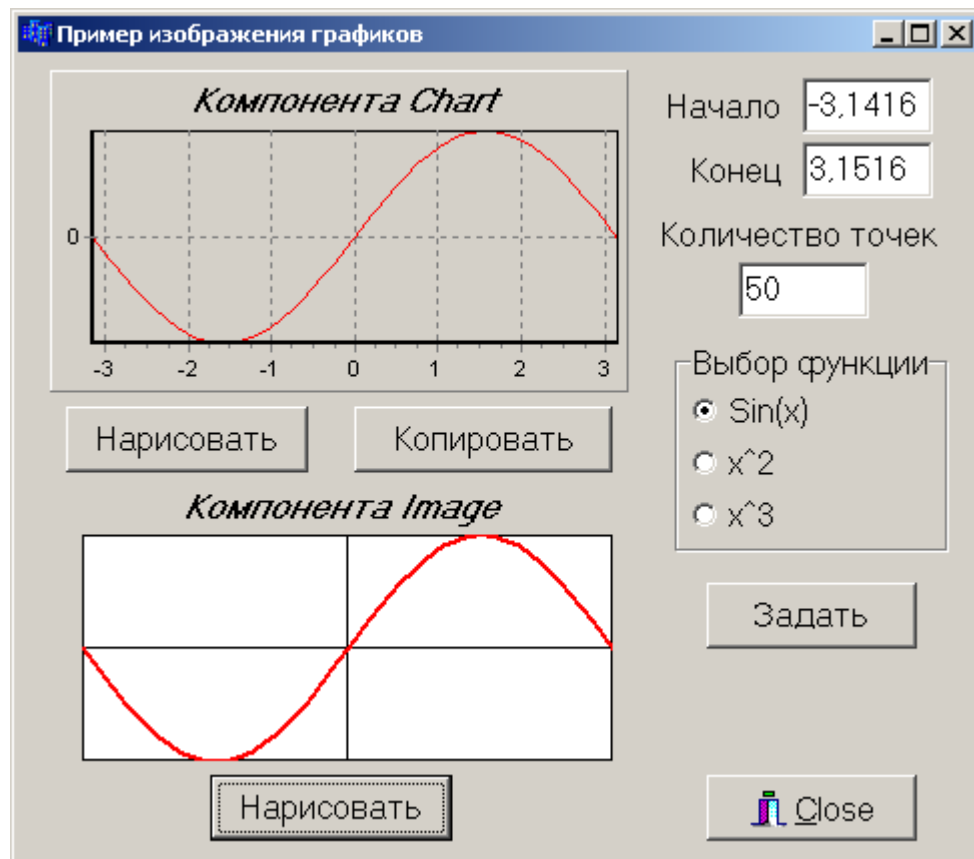 Пример изображения графиков
Компонента Chart
0
-3 -2 -1 0 1 2 3
Начало -3,1416
Конец 3,1516
Количество точек
50
Выбор функции
Sin(x)
x^2
x^3
Нарисовать Копировать
Компонента Image
Задать
Нарисовать
Close